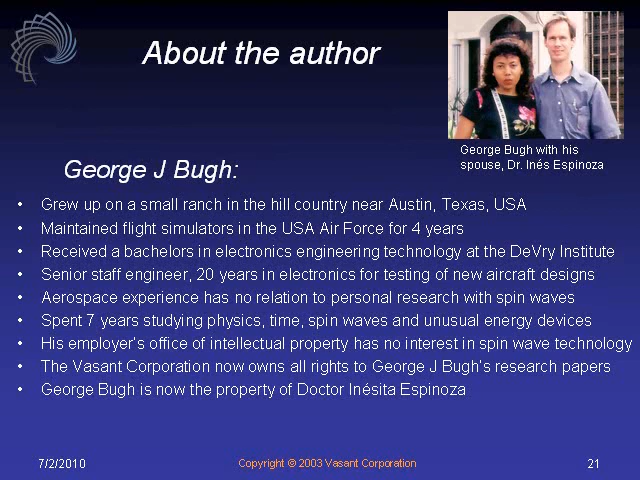 About the author
George Bugh with his
spouse, Dr. Inés Espinoza
George J Bugh:
• Grew up on a small ranch in the hill country near Austin, Texas, USA
• Maintained flight simulators in the USA Air Force for 4 years
• Received a bachelors in electronics engineering technology at the DeVry Institute
• Senior staff engineer, 20 years in electronics for testing of new aircraft designs
• Aerospace experience has no relation to personal research with spin waves
• Spent 7 years studying physics, time, spin waves and unusual energy devices
• His employer's office of intellectual property has no interest in spin wave technology
• The Vasant Corporation now owns all rights to George J Bugh's research papers
• George Bugh is now the property of Doctor Inésita Espinoza
7/2/2010
Copyright © 2003 Vasant Corporation
21